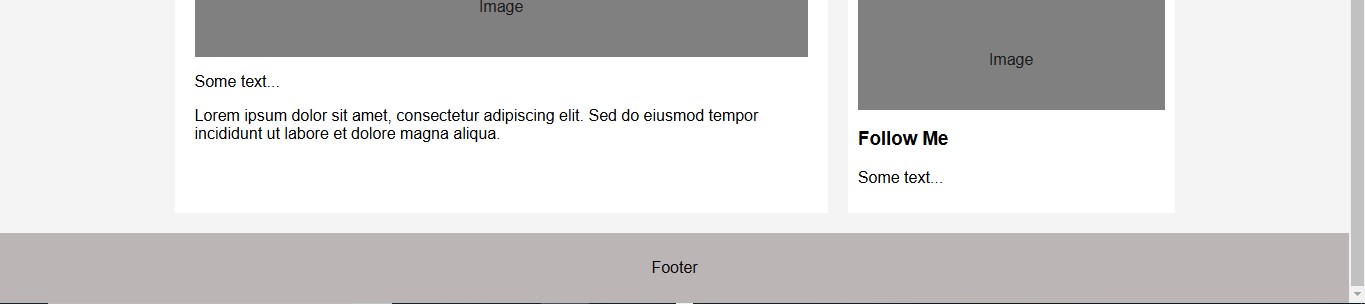 Image
Some text...
Lorem ipsum dolor sit amet, consectetur adipiscing elit. Sed do eiusmod tempor
incididunt ut labore et dolore magna aliqua.
Image
Follow Me
Some text...
Footer